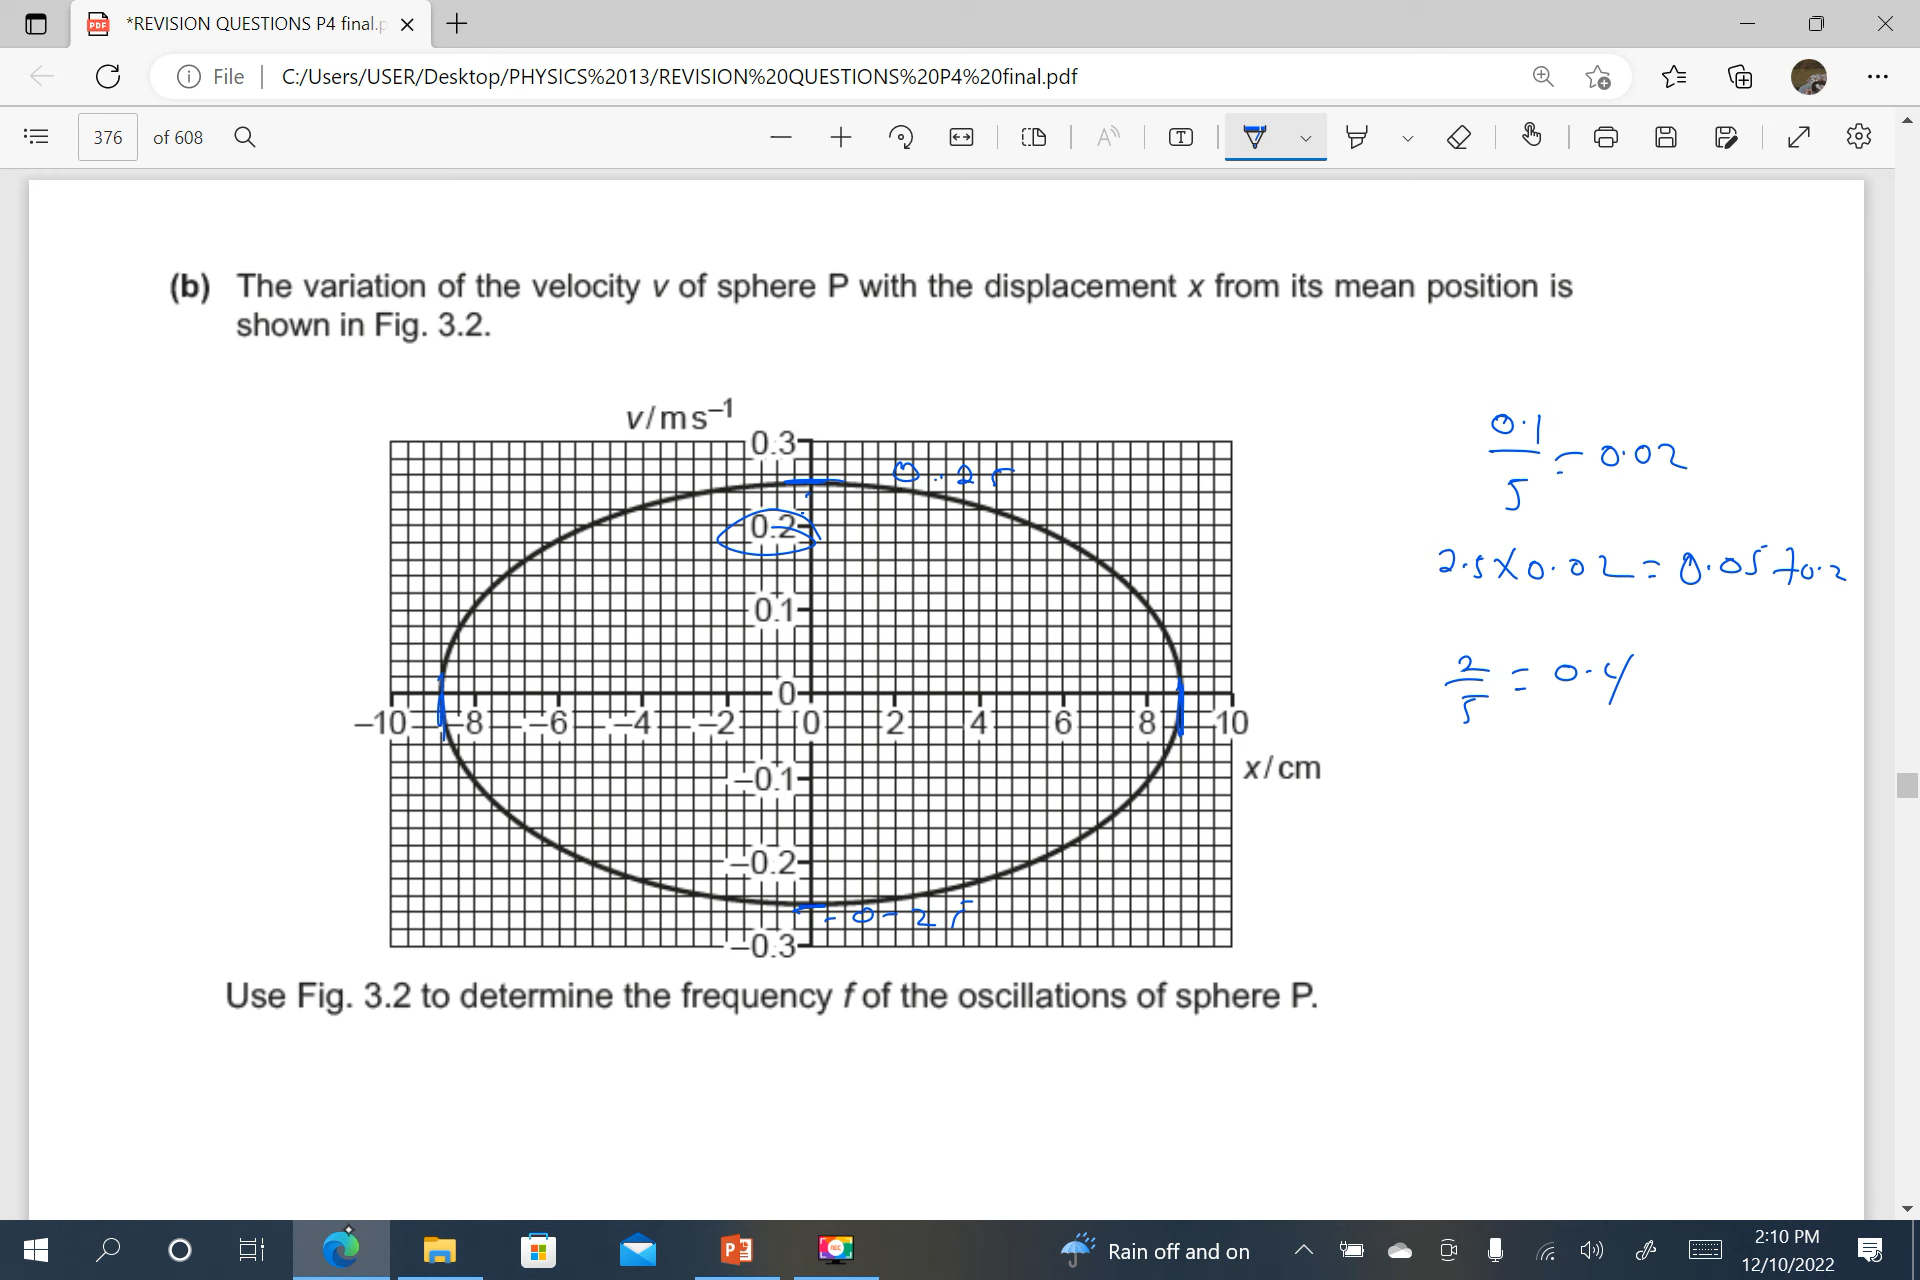 *REVISION QUESTIONS P4 final.p
File
C:/Users/USER/Desktop/PHYSICS%2013/REVISION%20QUESTIONS%20P4%20final.pdf
376 of 608
(b) The variation of the velocity v of sphere P with the displacement x from its mean position is
shown in Fig. 3.2.
v/ms⁻¹
0.3
0.25
0.2
0.1
0
–10 –8 –6 –4 –2 0 2 4 6 8 10
x/cm
–0.1
–0.2
-0.25
–0.3
0.1/5 = 0.02
2.5×0.02=0.05+0.2
2/5 = 0.4
Use Fig. 3.2 to determine the frequency f of the oscillations of sphere P.
Rain off and on
2:10 PM
12/10/2022